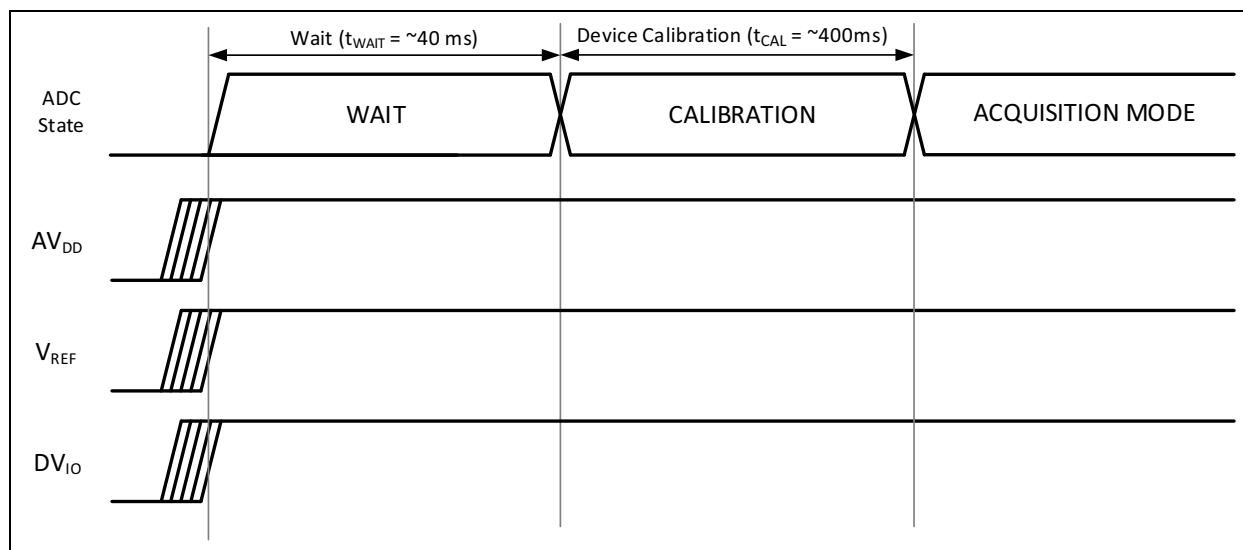 Wait (tWAIT = ~40 ms)
Device Calibration (tCAL = ~400ms)
ADC
State
WAIT
CALIBRATION
ACQUISITION MODE
AVDD
VREF
DVIO